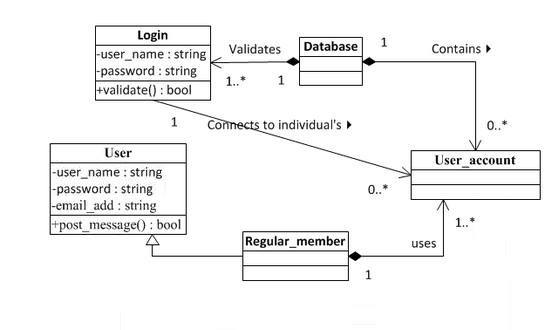 Login
-user_name : string
-password : string
+validate() : bool
Validates
1..*
1
Database
1
Contains
0..*
1
Connects to individual's
0..*
User_account
User
-user_name : string
-password : string
-email_add : string
+post_message() : bool
Regular_member
1
uses
1..*